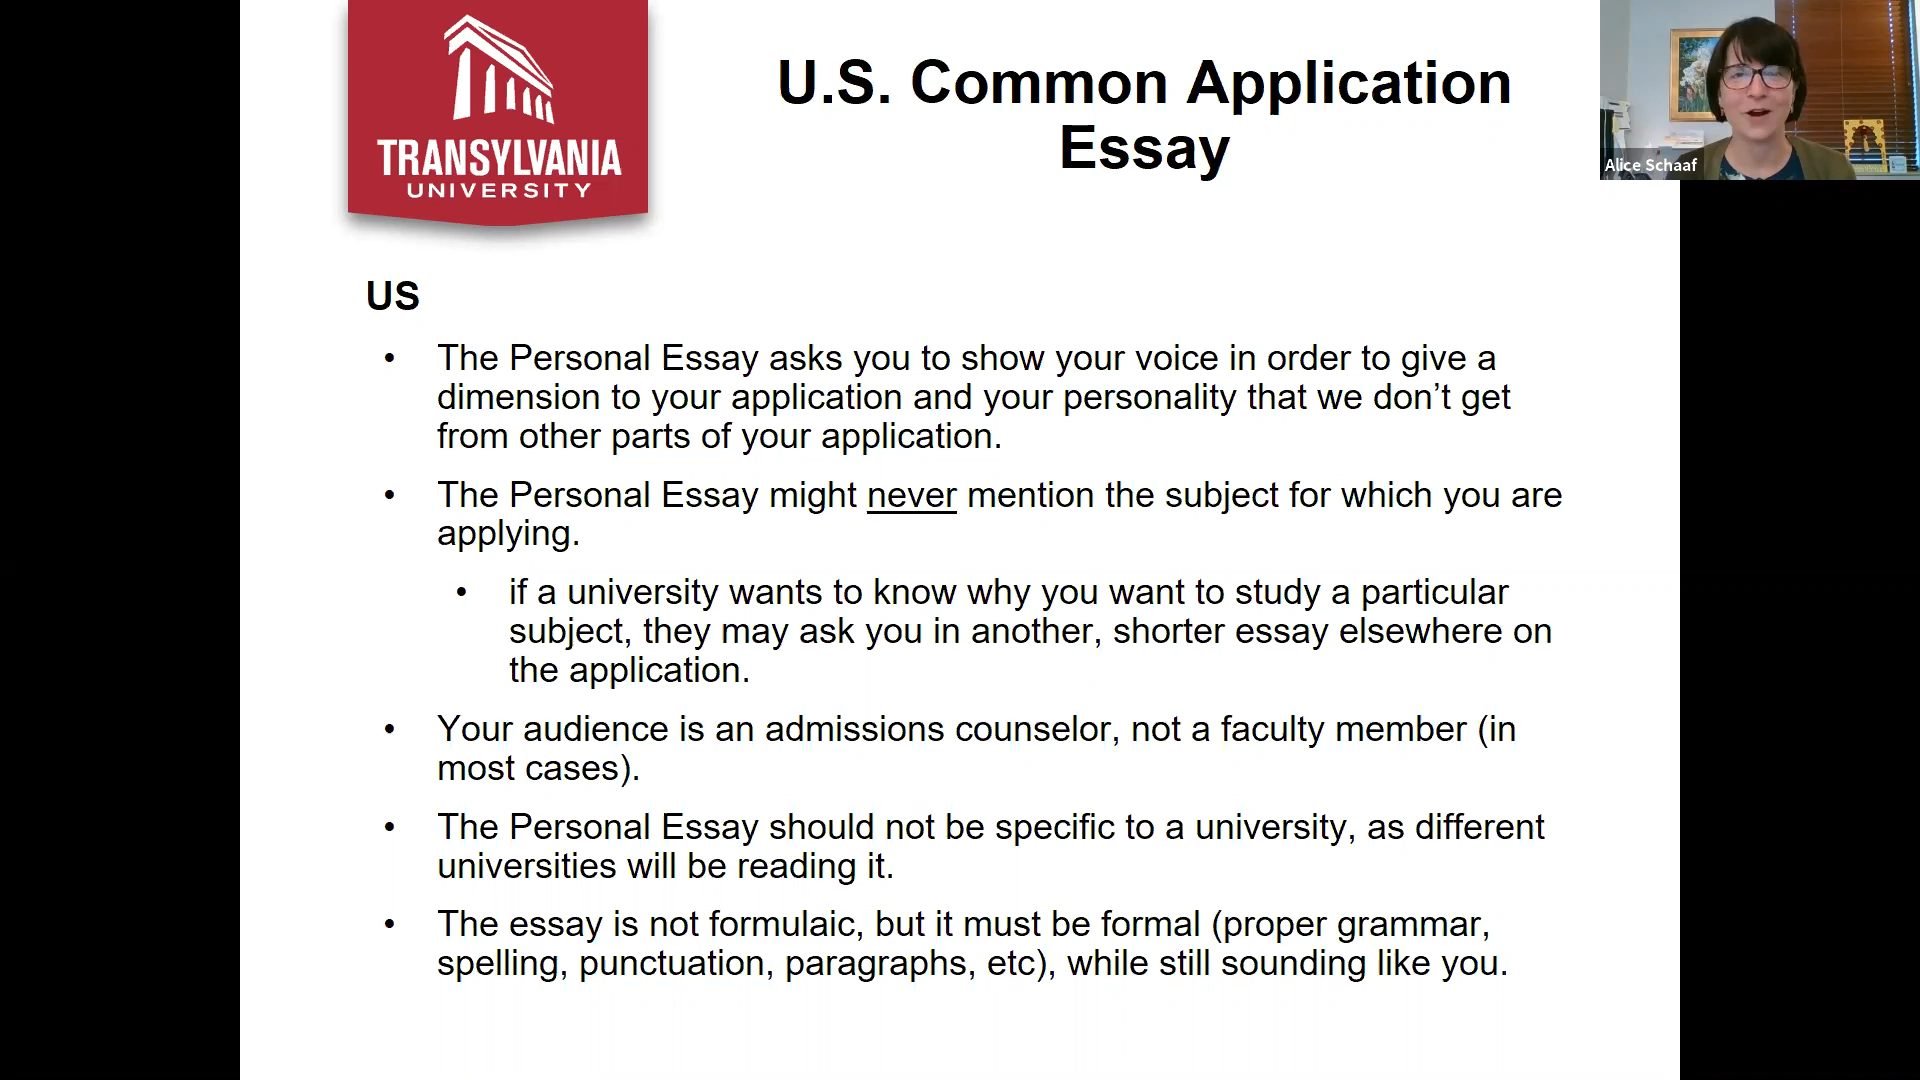 TRANSYLVANIA
UNIVERSITY
U.S. Common Application
Essay
Alice Schaaf
US
• The Personal Essay asks you to show your voice in order to give a
dimension to your application and your personality that we don’t get
from other parts of your application.
• The Personal Essay might never mention the subject for which you are
applying.
• if a university wants to know why you want to study a particular
subject, they may ask you in another, shorter essay elsewhere on
the application.
• Your audience is an admissions counselor, not a faculty member (in
most cases).
• The Personal Essay should not be specific to a university, as different
universities will be reading it.
• The essay is not formulaic, but it must be formal (proper grammar,
spelling, punctuation, paragraphs, etc), while still sounding like you.